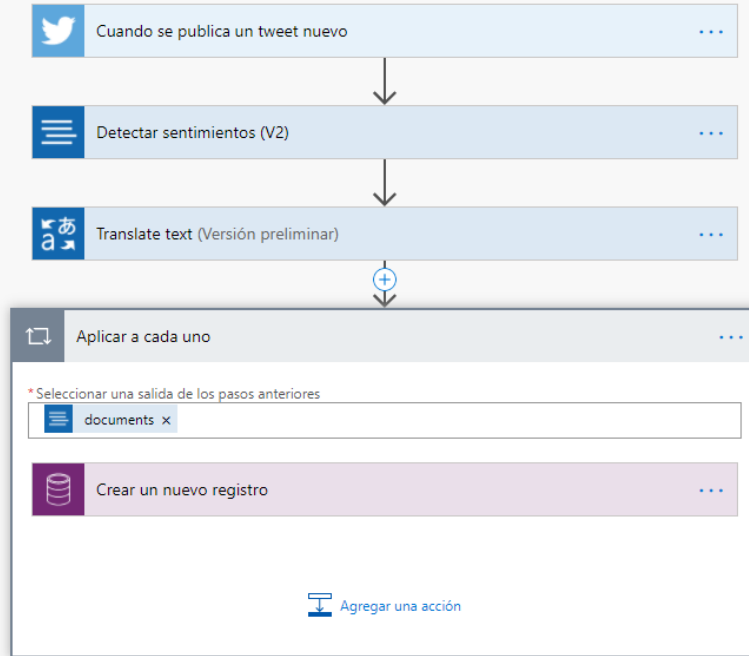 Cuando se publica un tweet nuevo
Detectar sentimientos (V2)
Translate text (Versión preliminar)
Aplicar a cada uno
* Seleccionar una salida de los pasos anteriores
documents ×
Crear un nuevo registro
Agregar una acción